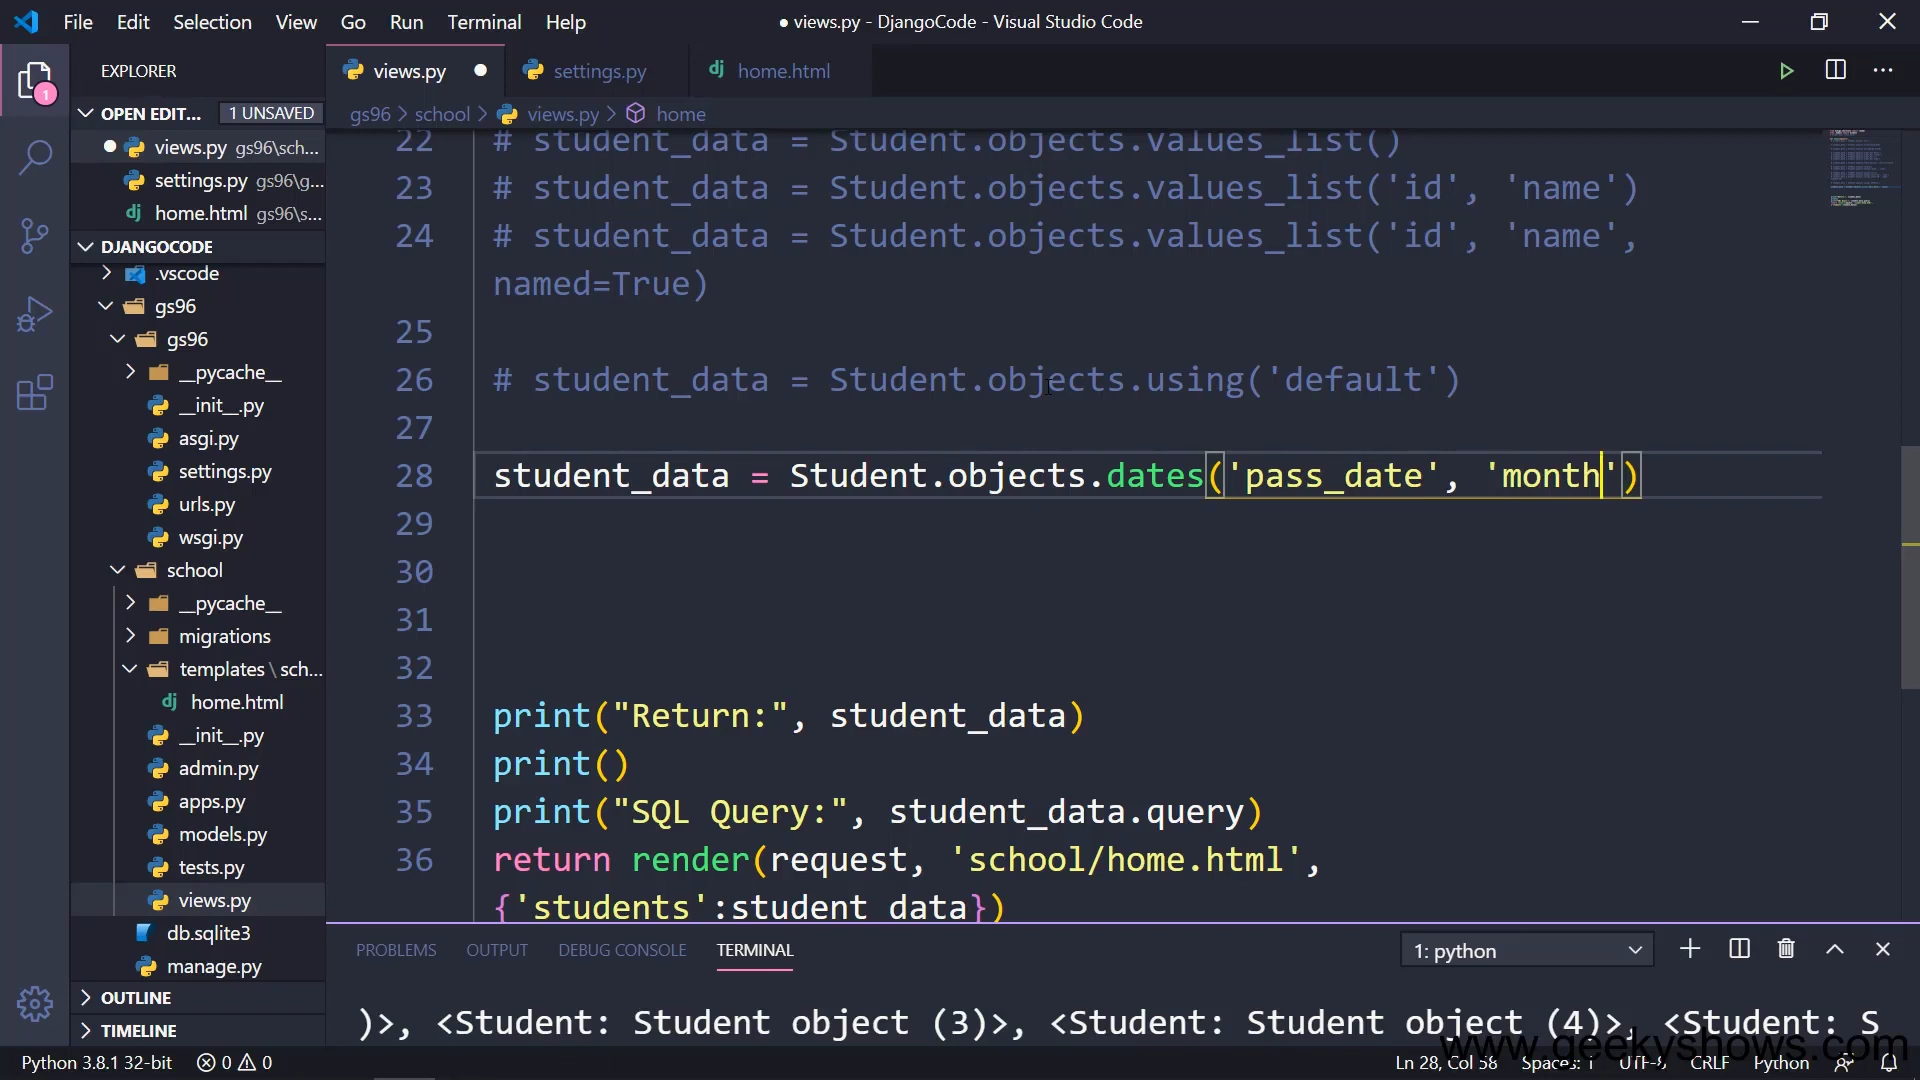 File Edit Selection View Go Run Terminal Help
● views.py - DjangoCode - Visual Studio Code
EXPLORER
views.py
settings.py
home.html
OPEN EDIT... 1 UNSAVED
gs96 > school > views.py > home
views.py gs96\sch...
settings.py gs96\g...
home.html gs96\s...
DJANGOCODE
.vscode
gs96
gs96
__pycache__
__init__.py
asgi.py
settings.py
urls.py
wsgi.py
school
__pycache__
migrations
templates \ sch...
home.html
__init__.py
admin.py
apps.py
models.py
tests.py
views.py
db.sqlite3
manage.py
OUTLINE
TIMELINE
22 # student_data = Student.objects.values_list()
23 # student_data = Student.objects.values_list('id', 'name')
24 # student_data = Student.objects.values_list('id', 'name',
named=True)
25
26 # student_data = Student.objects.using('default')
27
28 student_data = Student.objects.dates('pass_date', 'month')
29
30
31
32
33 print("Return:", student_data)
34 print()
35 print("SQL Query:", student_data.query)
36 return render(request, 'school/home.html',
{'students':student_data})
PROBLEMS OUTPUT DEBUG CONSOLE TERMINAL
1: python
)>, <Student: Student object (3)>, <Student: Student object (4)>, <Student: S
www.geekyshows.com
Python 3.8.1 32-bit 0 0
Ln 28, Col 58 Spaces: 1 UTF-8 CRLF Python
1